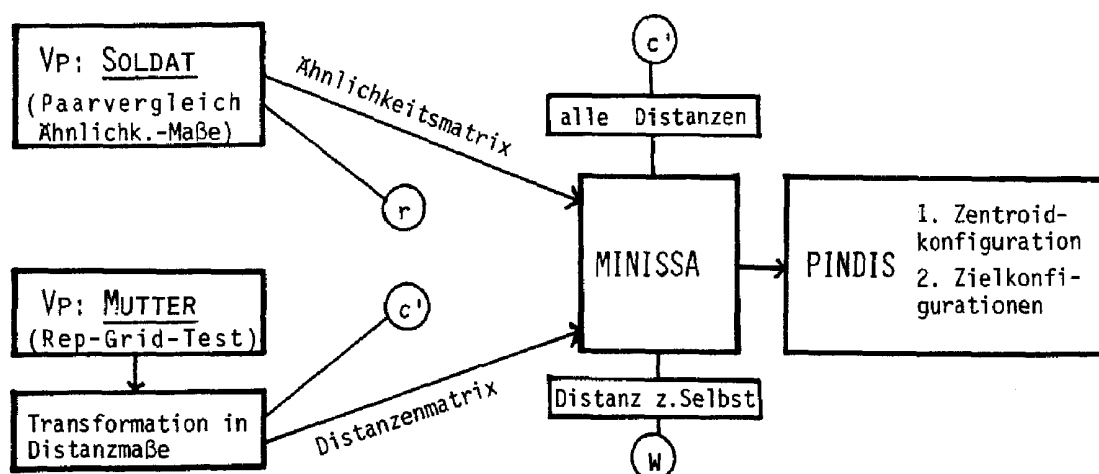 VP: SOLDAT
(Paarvergleich
Ähnlichk.-Maße)
Ähnlichkeitsmatrix
r
VP: MUTTER
(Rep-Grid-Test)
Transformation in
Distanzmaße
c'
Distanzenmatrix
c'
alle Distanzen
MINISSA
Distanz z.Selbst
W
PINDIS
1. Zentroid-
konfiguration
2. Zielkonfi-
gurationen